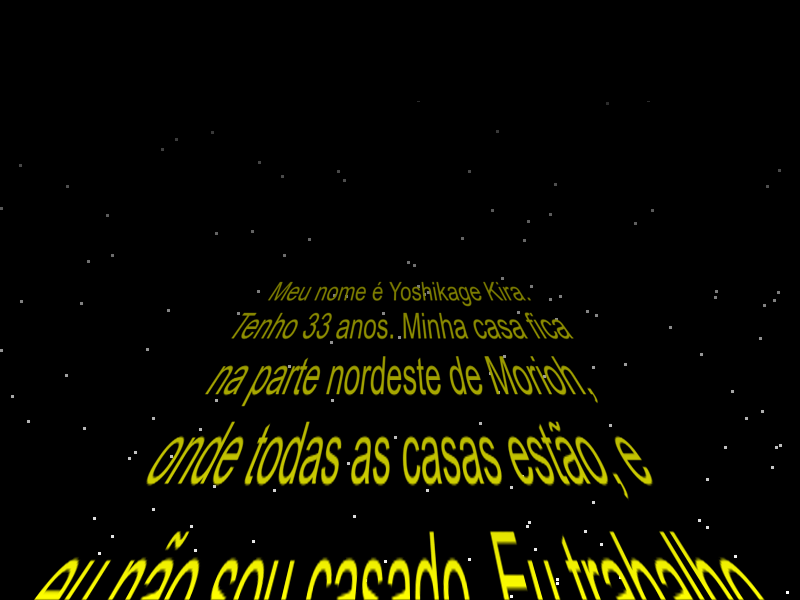 Meu nome é Yoshikage Kira.
Tenho 33 anos. Minha casa fica
na parte nordeste de Morioh,
onde todas as casas estão, e
eu não sou casado. Eu trabalho